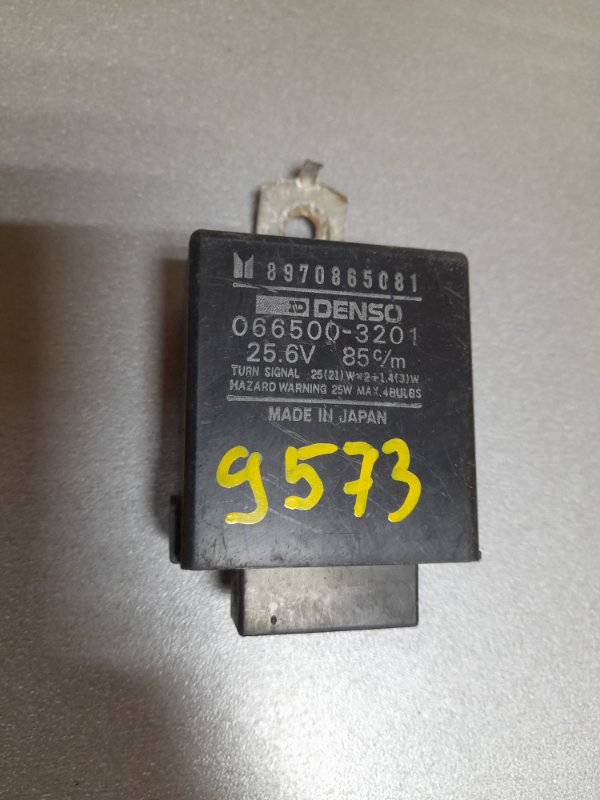 8970865081
DENSO
066500-3201
25.6V 85c/m
TURN SIGNAL 25(21)W×2+1.4(3)W
HAZARD WARNING 25W MAX.4BULBS
MADE IN JAPAN
9573